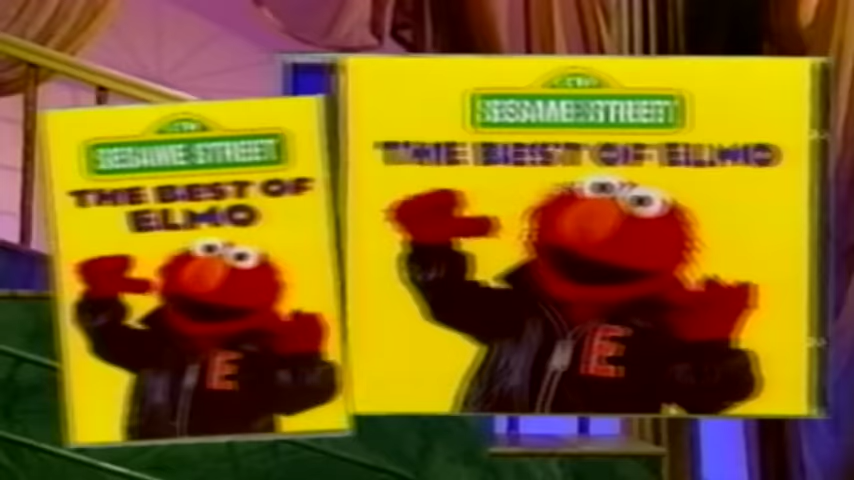 SESAME STREET
THE BEST OF
ELMO
E
SESAME STREET
THE BEST OF ELMO
E